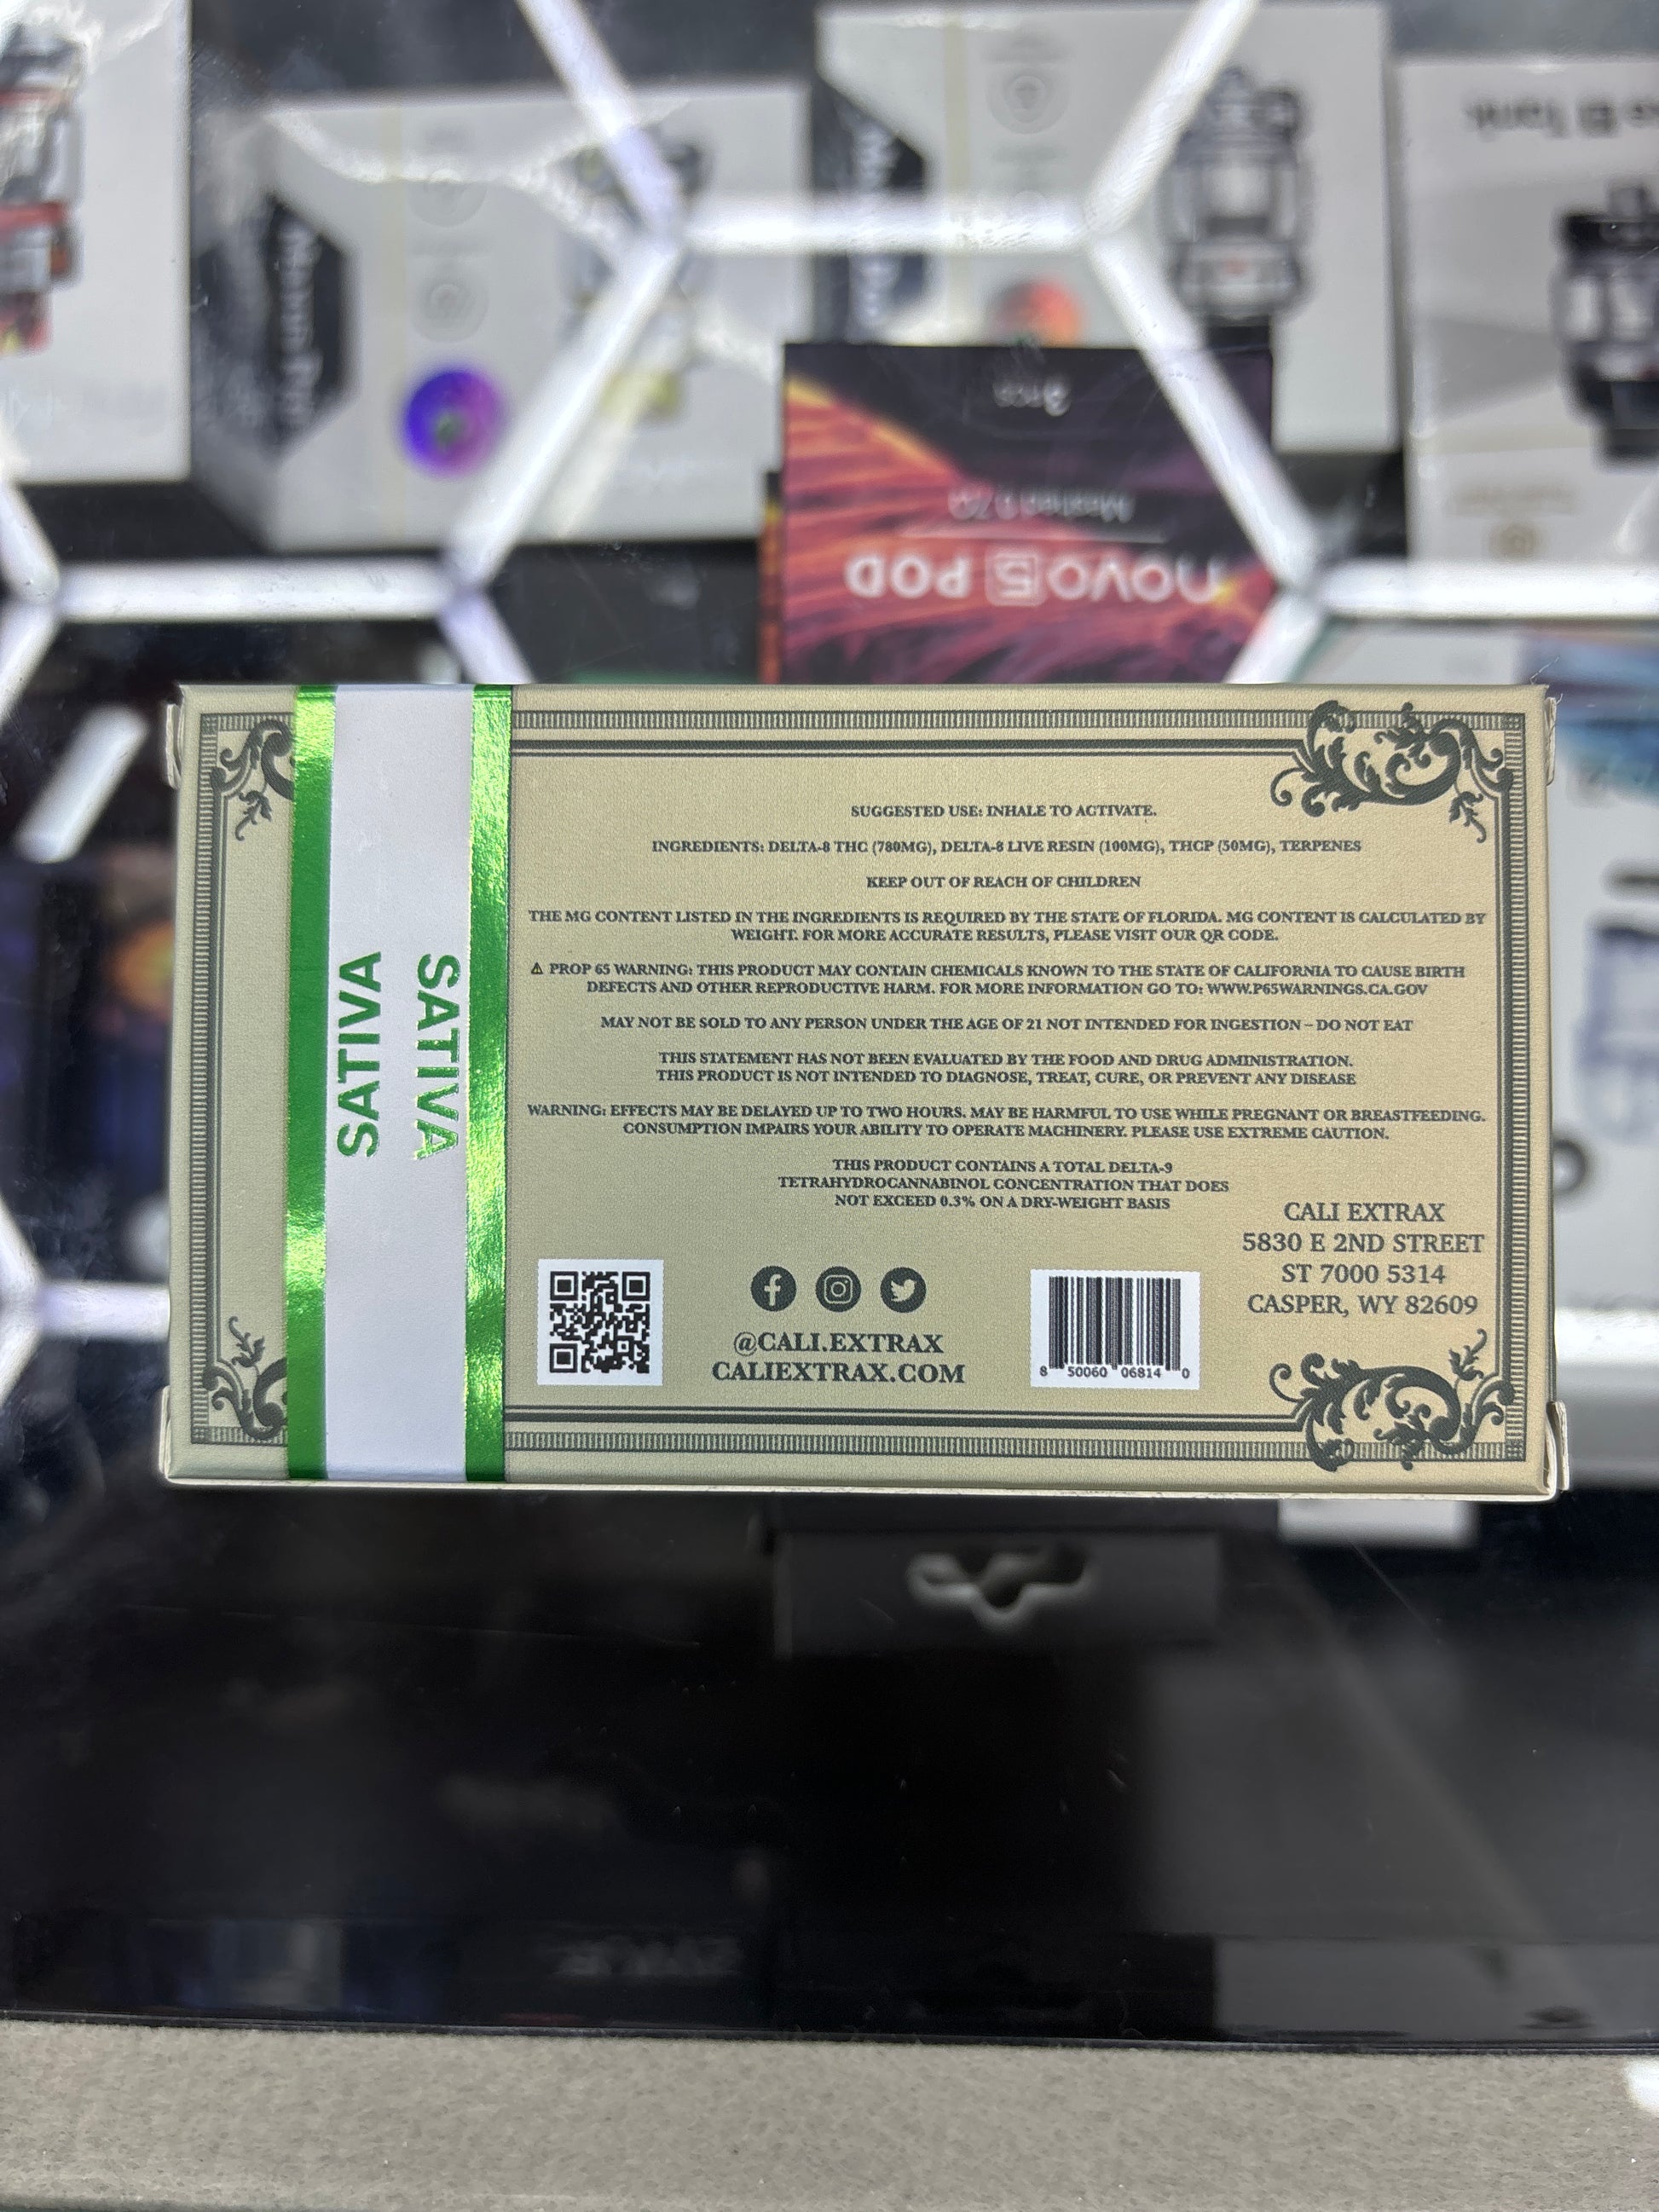 novo 5 POD
Meshed 0.7Ω
SATIVA
SATIVA
SUGGESTED USE: INHALE TO ACTIVATE.
INGREDIENTS: DELTA-8 THC (780MG), DELTA-8 LIVE RESIN (100MG), THCP (50MG), TERPENES
KEEP OUT OF REACH OF CHILDREN
THE MG CONTENT LISTED IN THE INGREDIENTS IS REQUIRED BY THE STATE OF FLORIDA. MG CONTENT IS CALCULATED BY
WEIGHT. FOR MORE ACCURATE RESULTS, PLEASE VISIT OUR QR CODE.
⚠ PROP 65 WARNING: THIS PRODUCT MAY CONTAIN CHEMICALS KNOWN TO THE STATE OF CALIFORNIA TO CAUSE BIRTH
DEFECTS AND OTHER REPRODUCTIVE HARM. FOR MORE INFORMATION GO TO: WWW.P65WARNINGS.CA.GOV
MAY NOT BE SOLD TO ANY PERSON UNDER THE AGE OF 21 NOT INTENDED FOR INGESTION – DO NOT EAT
THIS STATEMENT HAS NOT BEEN EVALUATED BY THE FOOD AND DRUG ADMINISTRATION.
THIS PRODUCT IS NOT INTENDED TO DIAGNOSE, TREAT, CURE, OR PREVENT ANY DISEASE
WARNING: EFFECTS MAY BE DELAYED UP TO TWO HOURS. MAY BE HARMFUL TO USE WHILE PREGNANT OR BREASTFEEDING.
CONSUMPTION IMPAIRS YOUR ABILITY TO OPERATE MACHINERY. PLEASE USE EXTREME CAUTION.
THIS PRODUCT CONTAINS A TOTAL DELTA-9
TETRAHYDROCANNABINOL CONCENTRATION THAT DOES
NOT EXCEED 0.3% ON A DRY-WEIGHT BASIS
CALI EXTRAX
5830 E 2ND STREET
ST 7000 5314
CASPER, WY 82609
@CALI.EXTRAX
CALIEXTRAX.COM
8 50060 06814 0